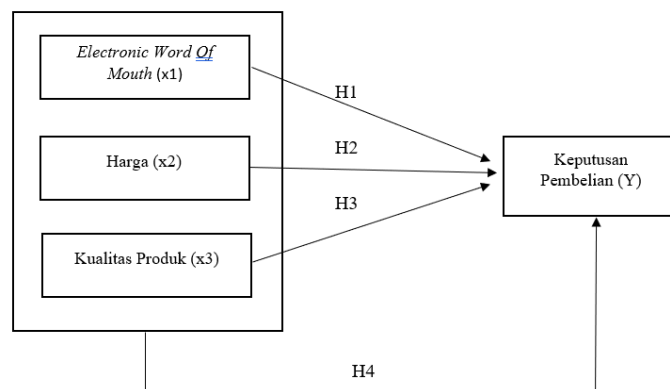 Electronic Word Of
Mouth (x1)
H1
H2
Harga (x2)
Keputusan
Pembelian (Y)
H3
Kualitas Produk (x3)
H4